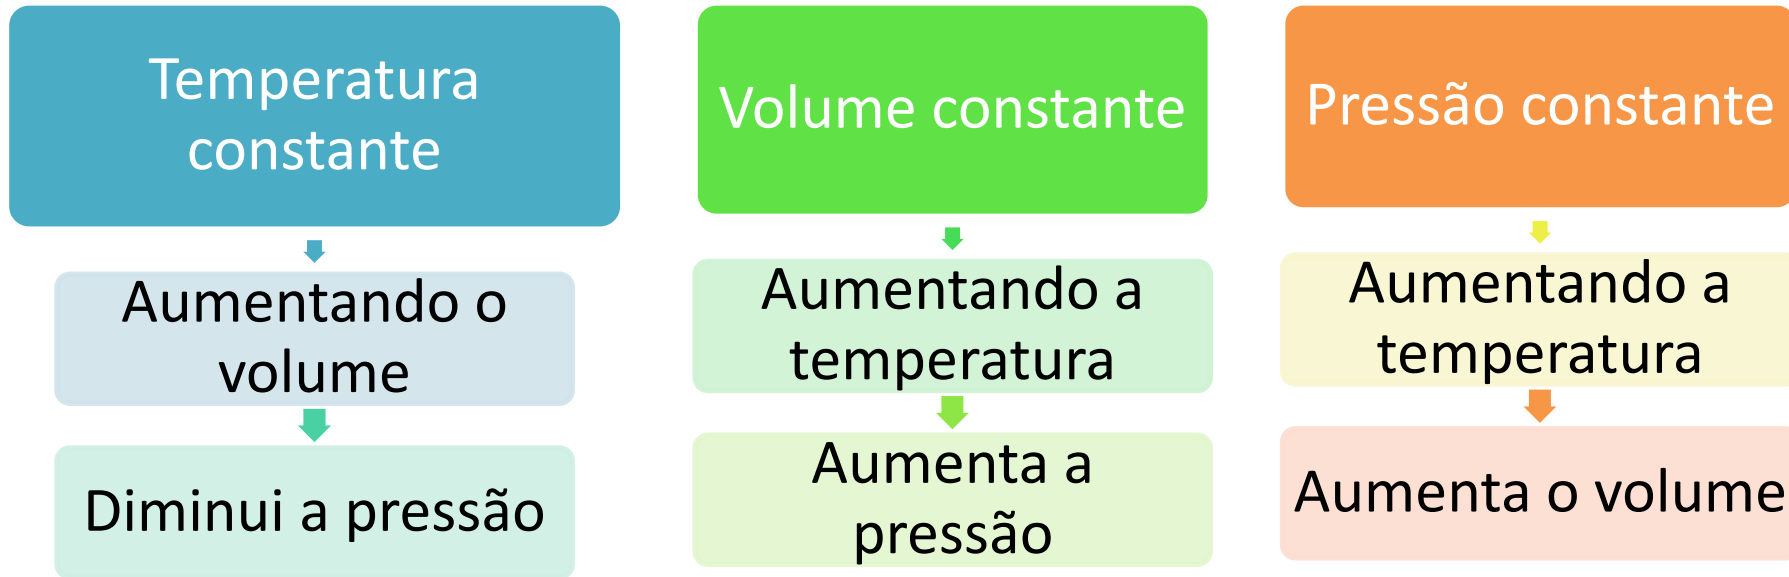 Temperatura
constante
Aumentando o
volume
Diminui a pressão
Volume constante
Aumentando a
temperatura
Aumenta a
pressão
Pressão constante
Aumentando a
temperatura
Aumenta o volume